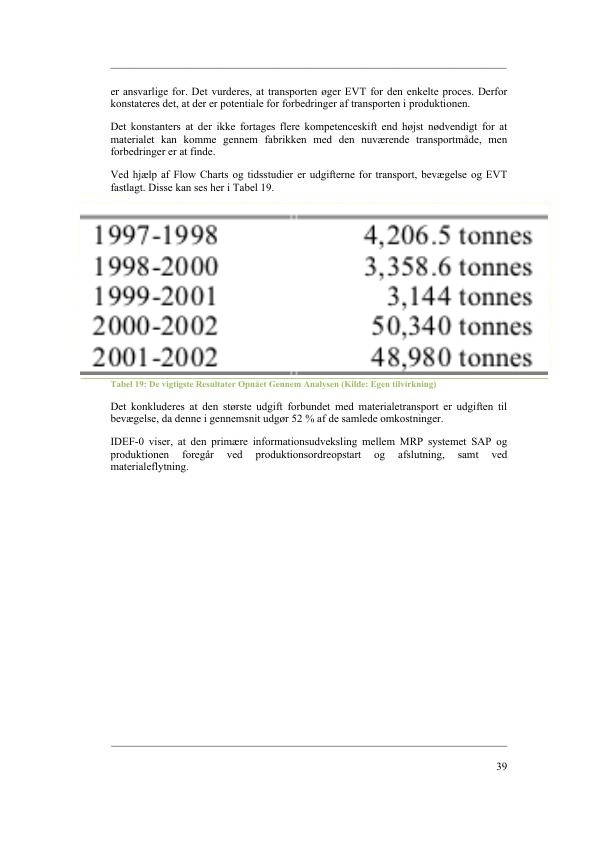 er ansvarlige for. Det vurderes, at transporten øger EVT for den enkelte proces. Derfor
konstateres det, at der er potentiale for forbedringer af transporten i produktionen.
Det konstanters at der ikke fortages flere kompetenceskift end højst nødvendigt for at
materialet kan komme gennem fabrikken med den nuværende transportmåde, men
forbedringer er at finde.
Ved hjælp af Flow Charts og tidsstudier er udgifterne for transport, bevægelse og EVT
fastlagt. Disse kan ses her i Tabel 19.
1997-1998 4,206.5 tonnes
1998-2000 3,358.6 tonnes
1999-2001 3,144 tonnes
2000-2002 50,340 tonnes
2001-2002 48,980 tonnes
Tabel 19: De vigtigste Resultater Opnået Gennem Analysen (Kilde: Egen tilvirkning)
Det konkluderes at den største udgift forbundet med materialetransport er udgiften til
bevægelse, da denne i gennemsnit udgør 52 % af de samlede omkostninger.
IDEF-0 viser, at den primære informationsudveksling mellem MRP systemet SAP og
produktionen foregår ved produktionsordreopstart og afslutning, samt ved
materialeflytning.
39